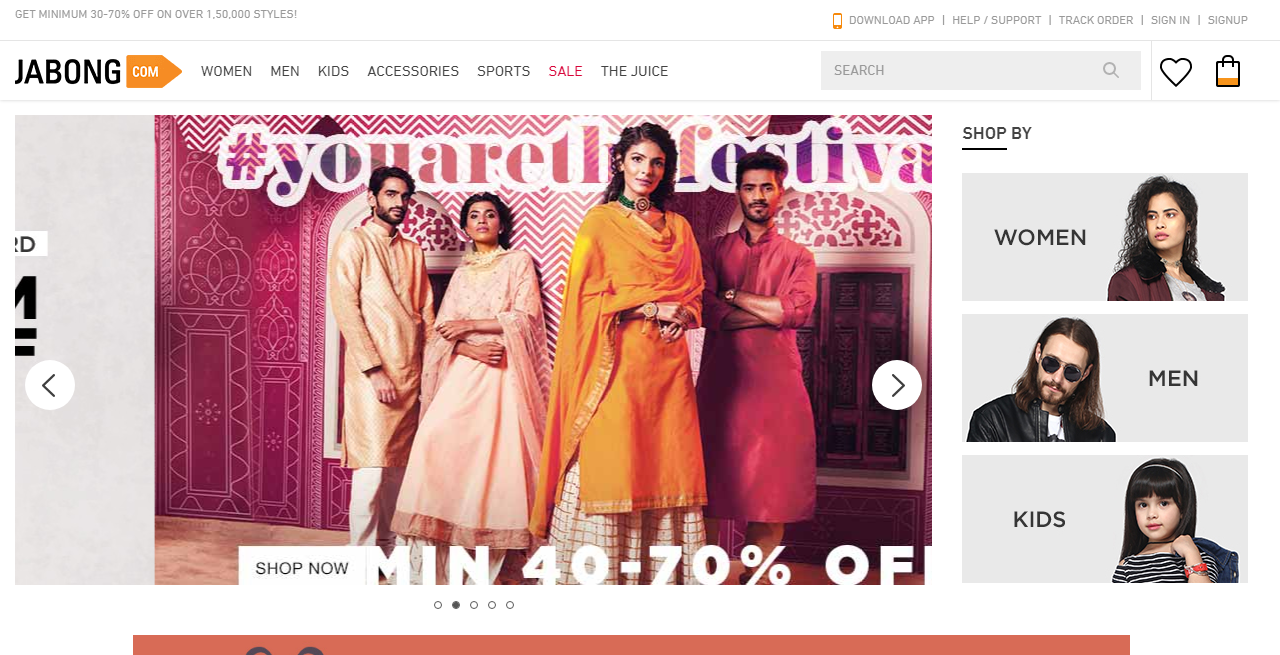 GET MINIMUM 30-70% OFF ON OVER 1,50,000 STYLES!
DOWNLOAD APP | HELP / SUPPORT | TRACK ORDER | SIGN IN | SIGNUP
JABONG COM
WOMEN MEN KIDS ACCESSORIES SPORTS SALE THE JUICE
SEARCH
SHOP BY
WOMEN
MEN
KIDS
SHOP NOW
MIN 40-70% OFF